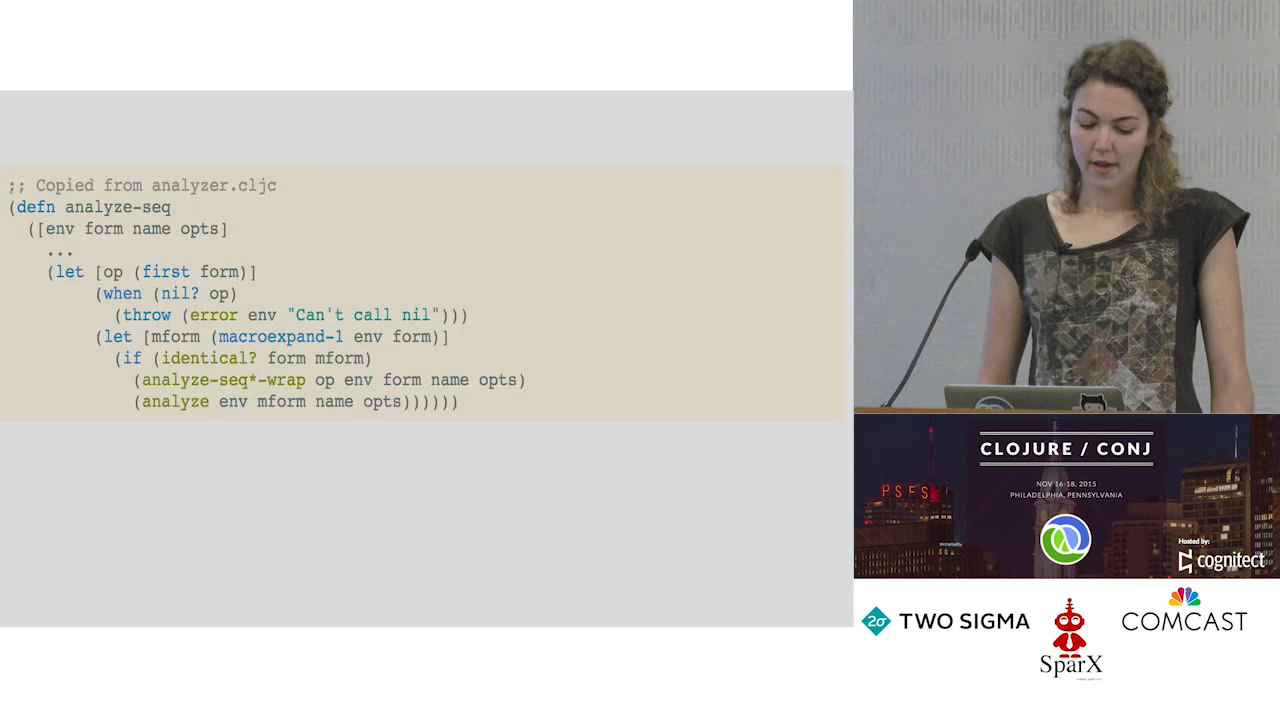 ;; Copied from analyzer.cljc
(defn analyze-seq
([env form name opts]
...
(let [op (first form)]
(when (nil? op)
(throw (error env "Can't call nil")))
(let [mform (macroexpand-1 env form)]
(if (identical? form mform)
(analyze-seq*-wrap op env form name opts)
(analyze env mform name opts))))))
CLOJURE / CONJ
NOV 16-18, 2015
PHILADELPHIA, PENNSYLVANIA
PSFS
Hosted by:
cognitect
2σ TWO SIGMA
COMCAST
SparX